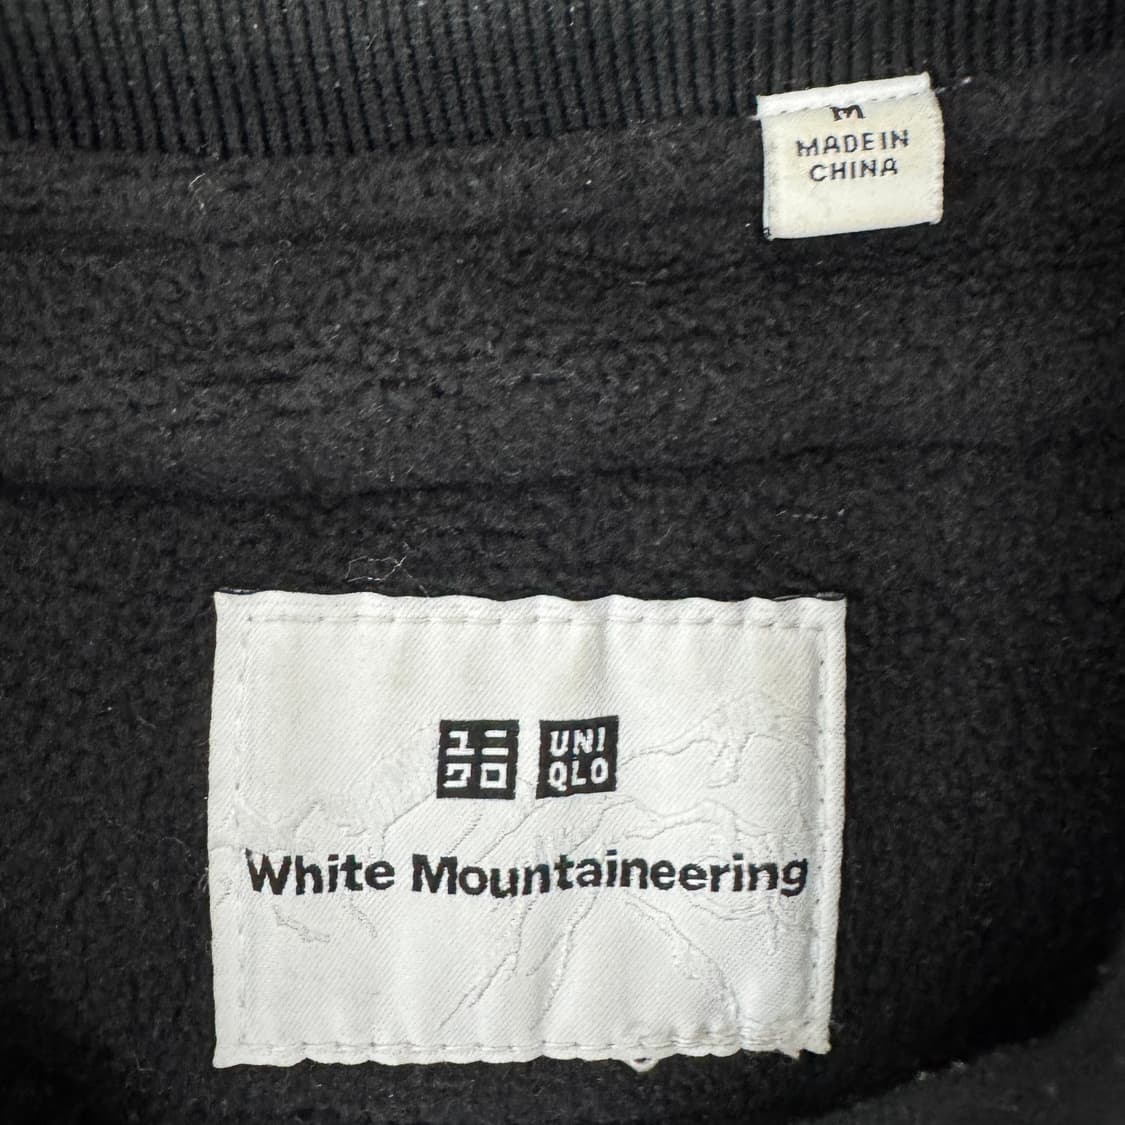 M
MADE IN
CHINA
ユニ
クロ
UNI
QLO
White Mountaineering